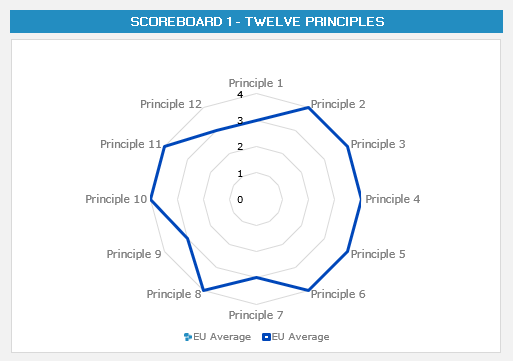 SCOREBOARD 1 - TWELVE PRINCIPLES
Principle 1
4
Principle 12
Principle 2
3
Principle 11
Principle 3
2
1
Principle 10
0
Principle 4
Principle 9
Principle 5
Principle 8
Principle 6
Principle 7
EU Average
EU Average